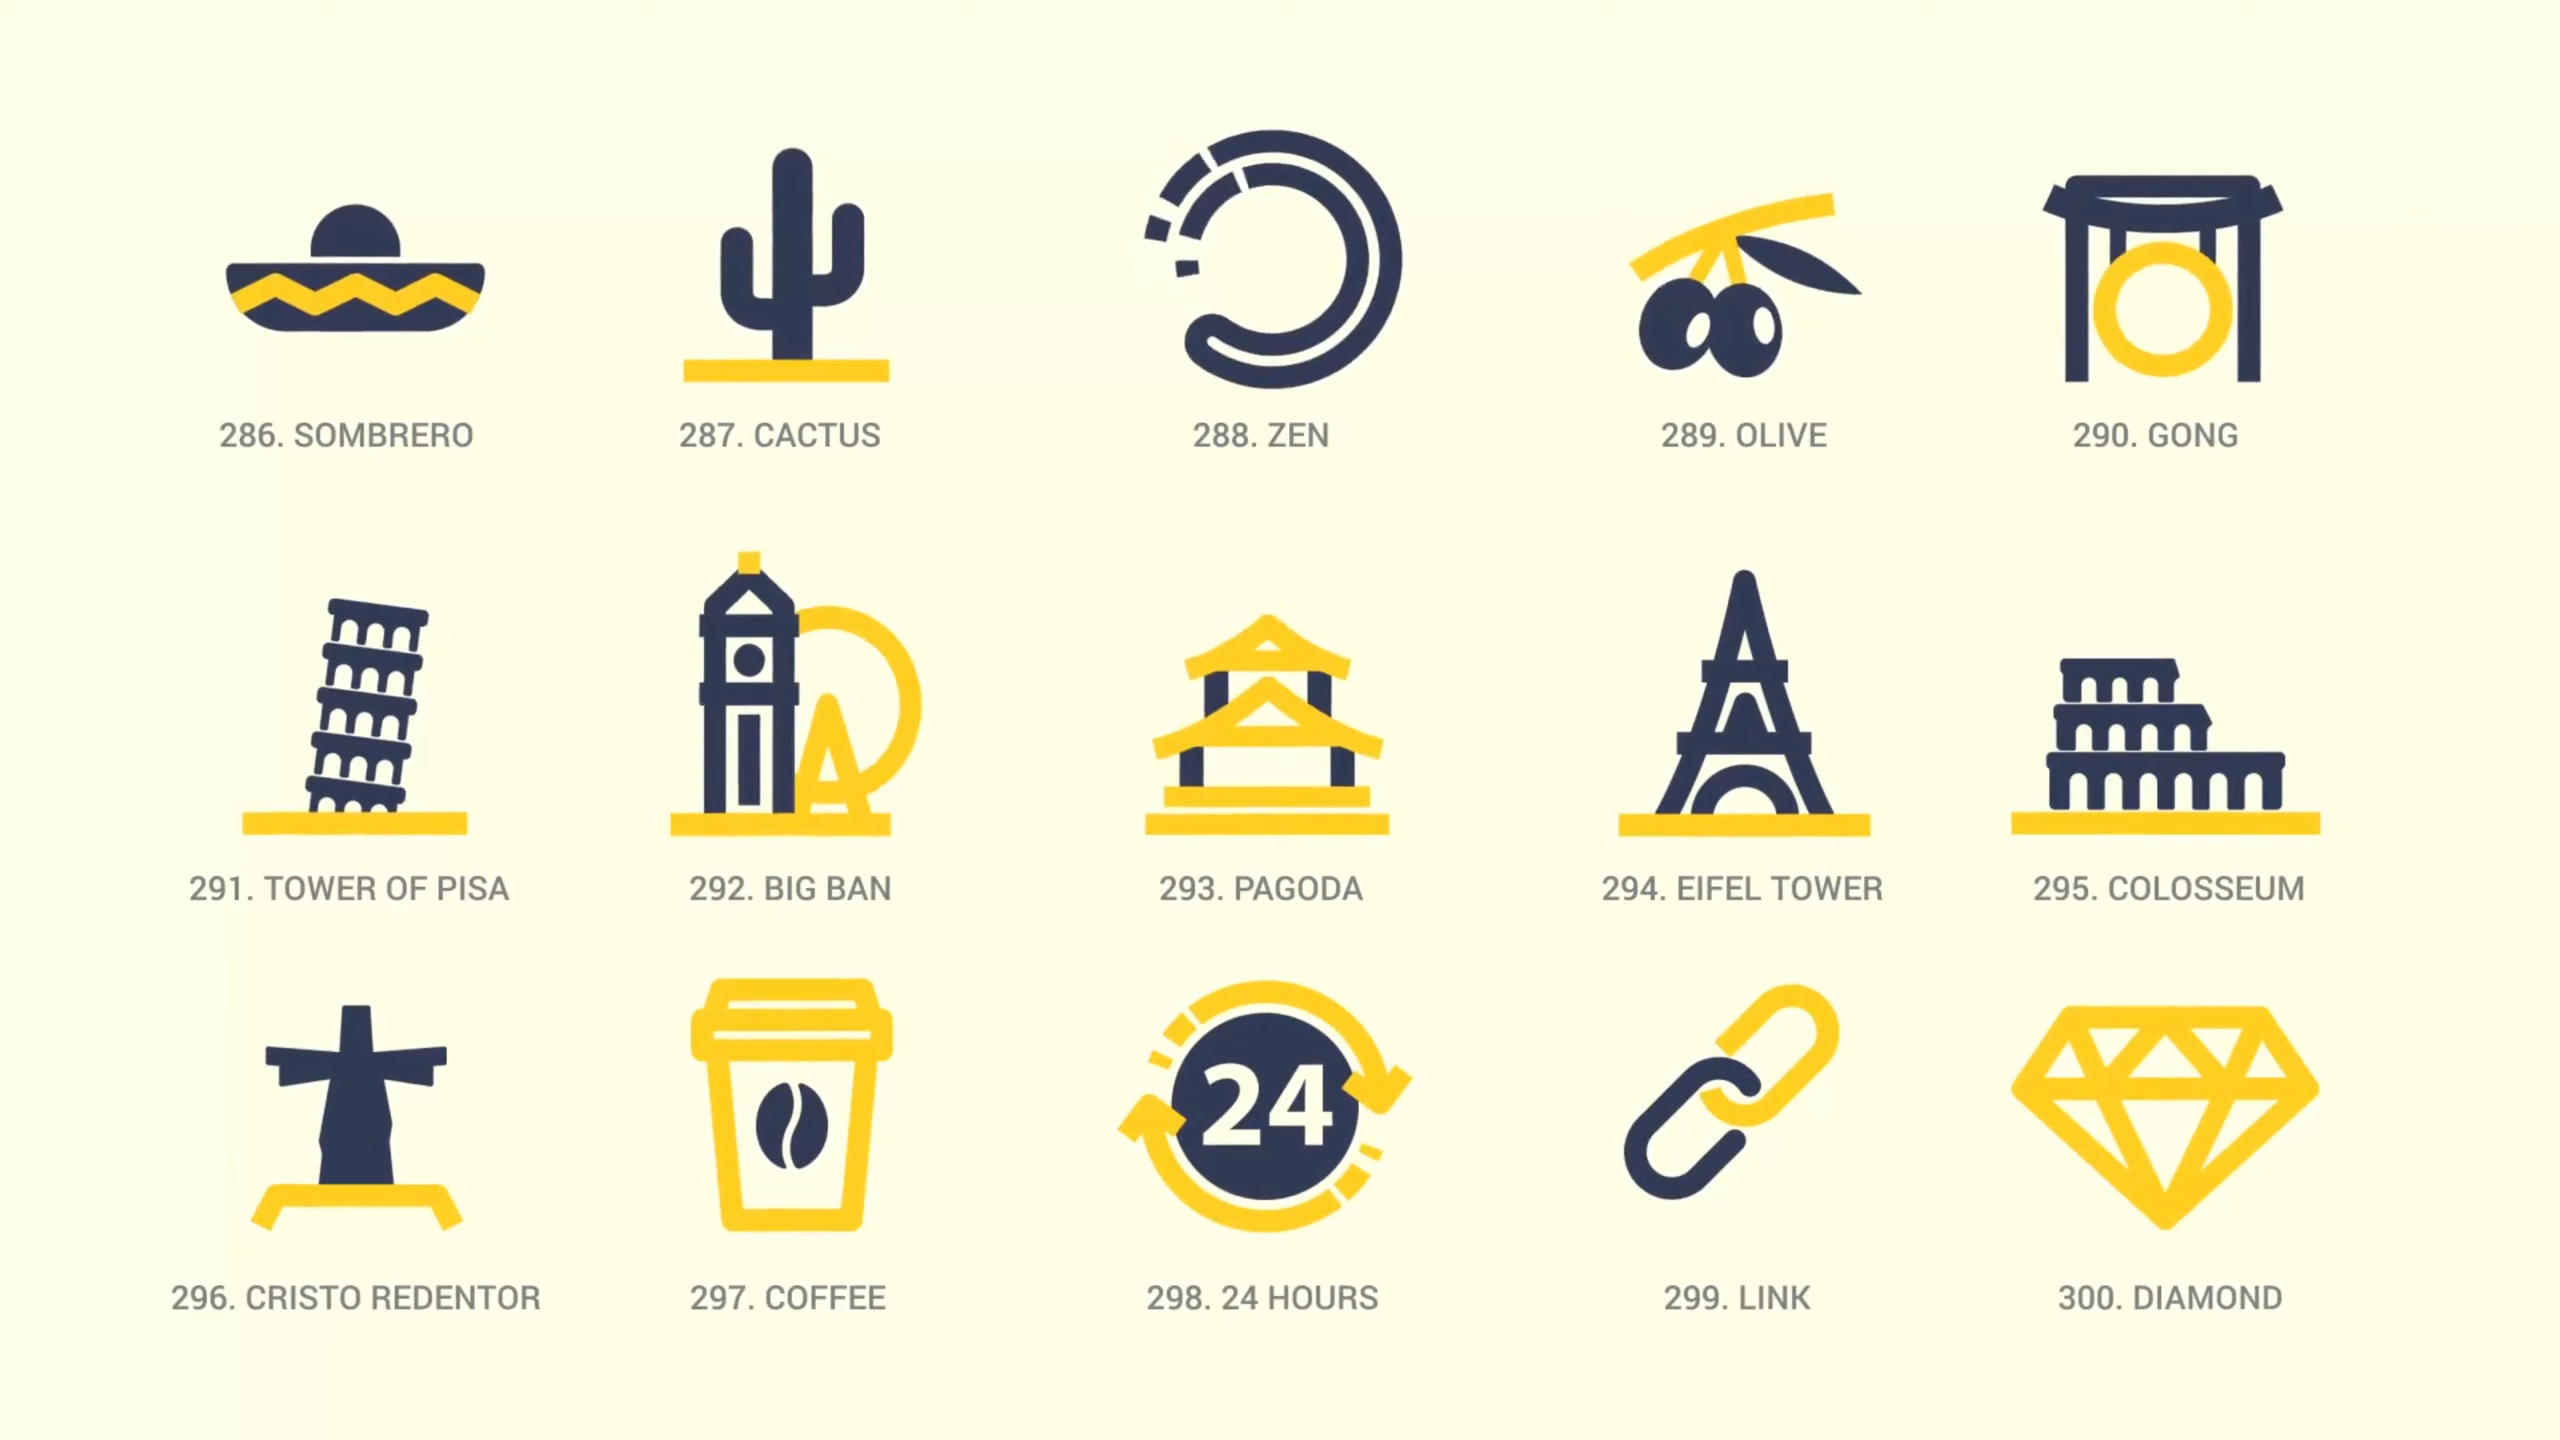 286. SOMBRERO
287. CACTUS
288. ZEN
289. OLIVE
290. GONG
291. TOWER OF PISA
292. BIG BAN
293. PAGODA
294. EIFEL TOWER
295. COLOSSEUM
24
296. CRISTO REDENTOR
297. COFFEE
298. 24 HOURS
299. LINK
300. DIAMOND